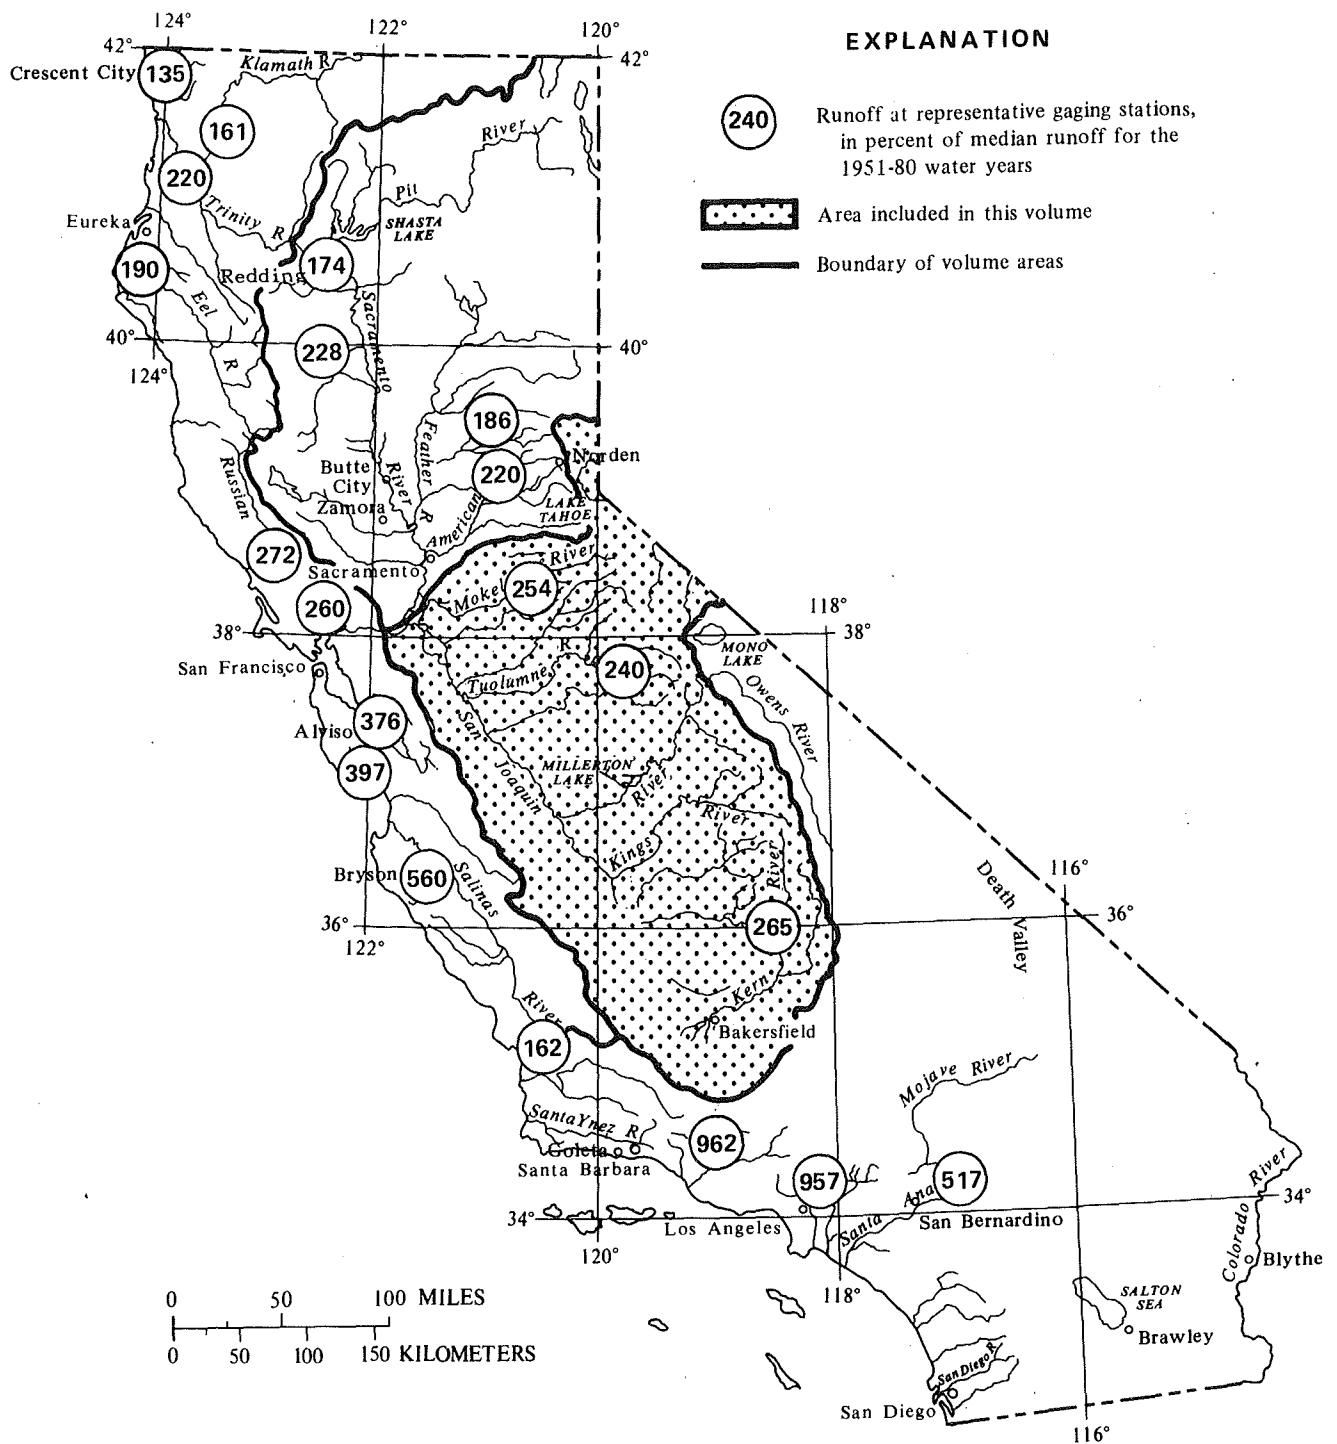 124°
122°
120°
42°
42°
EXPLANATION
Crescent City
135
Klamath R
161
240
Runoff at representative gaging stations,
in percent of median runoff for the
1951-80 water years
River
220
Pit
Trinity R
SHASTA
LAKE
Area included in this volume
Eureka
190
Redding
174
Boundary of volume areas
Eel
R
Sacramento
River
228
40°
40°
124°
186
Feather
R
Norden
Butte
City
220
Russian
Zamora
American
LAKE
TAHOE
272
Sacramento
River
Mokel
254
118°
260
38°
38°
San Francisco
R
MONO
LAKE
240
Tuolumne
Owens River
376
Alviso
San
Joaquin
397
MILLERTON
LAKE
River
River
Kings
Bryson
560
Salinas
River
River
Death
Valley
116°
36°
36°
122°
265
Kern
Bakersfield
162
Mojave River
Santa Ynez R
962
Goleta
Santa Barbara
957
517
Santa Ana
River
34°
34°
Los Angeles
San Bernardino
Colorado
120°
Blythe
118°
SALTON
SEA
Brawley
0 50 100 MILES
0 50 100 150 KILOMETERS
San Diego R
San Diego
116°